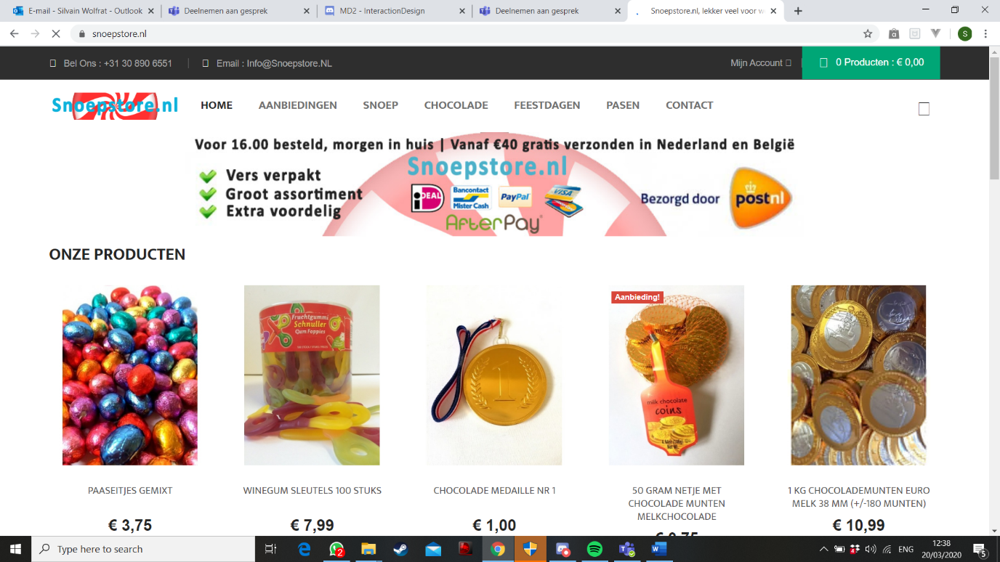 E-mail - Silvain Wolfrat - Outlook
Deelnemen aan gesprek
MD2 - InteractionDesign
Deelnemen aan gesprek
Snoepstore.nl, lekker veel voor w
snoepstore.nl
S
Bel Ons : +31 30 890 6551
Email : Info@Snoepstore.NL
Mijn Account
0 Producten : € 0,00
Snoepstore.nl
HOME
AANBIEDINGEN
SNOEP
CHOCOLADE
FEESTDAGEN
PASEN
CONTACT
Voor 16.00 besteld, morgen in huis | Vanaf €40 gratis verzonden in Nederland en België
Snoepstore.nl
Vers verpakt
Groot assortiment
Extra voordelig
iDEAL
Bancontact
Mister Cash
PayPal
VISA
AfterPay
Bezorgd door
postnl
ONZE PRODUCTEN
Fruchtgummi
Schnuller
Gum Foppies
1
Aanbieding!
milk chocolate
coins
PAASEITJES GEMIXT
€ 3,75
WINEGUM SLEUTELS 100 STUKS
€ 7,99
CHOCOLADE MEDAILLE NR 1
€ 1,00
50 GRAM NETJE MET
CHOCOLADE MUNTEN
MELKCHOCOLADE
€ 0,75
1 KG CHOCOLADEMUNTEN EURO
MELK 38 MM (+/-180 MUNTEN)
€ 10,99
Type here to search
2
4
ENG
12:38
20/03/2020
5